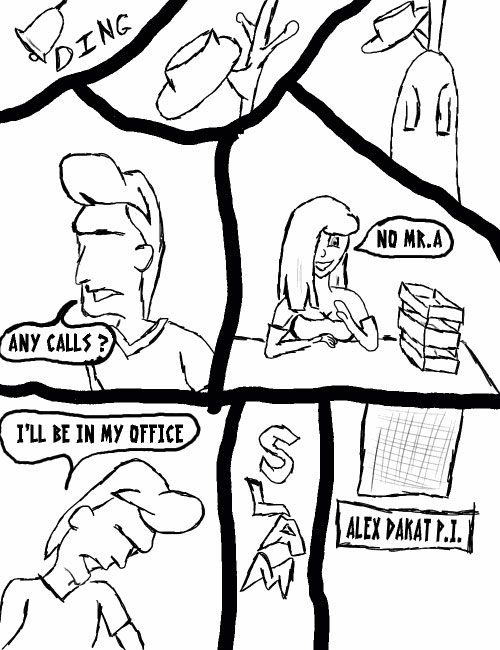 DING
ANY CALLS ?
NO MR.A
I'LL BE IN MY OFFICE
SLAM
ALEX DAKAT P.I.